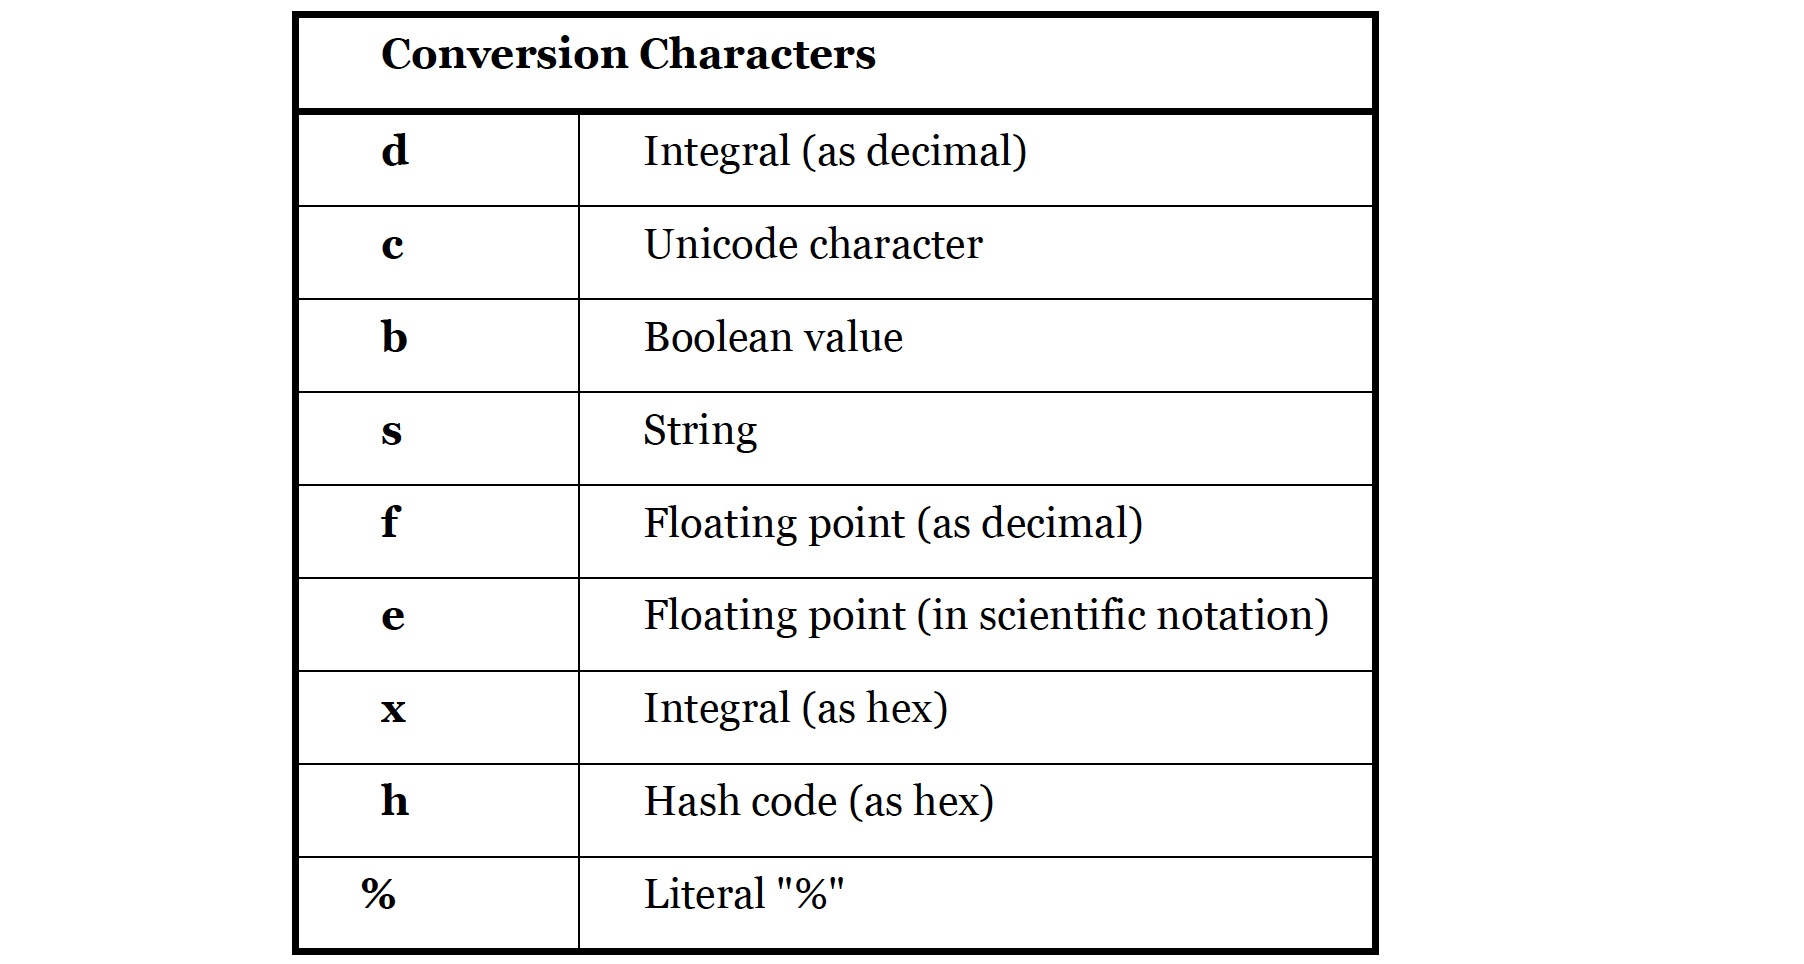 Conversion Characters
d Integral (as decimal)
c Unicode character
b Boolean value
s String
f Floating point (as decimal)
e Floating point (in scientific notation)
x Integral (as hex)
h Hash code (as hex)
% Literal "%"